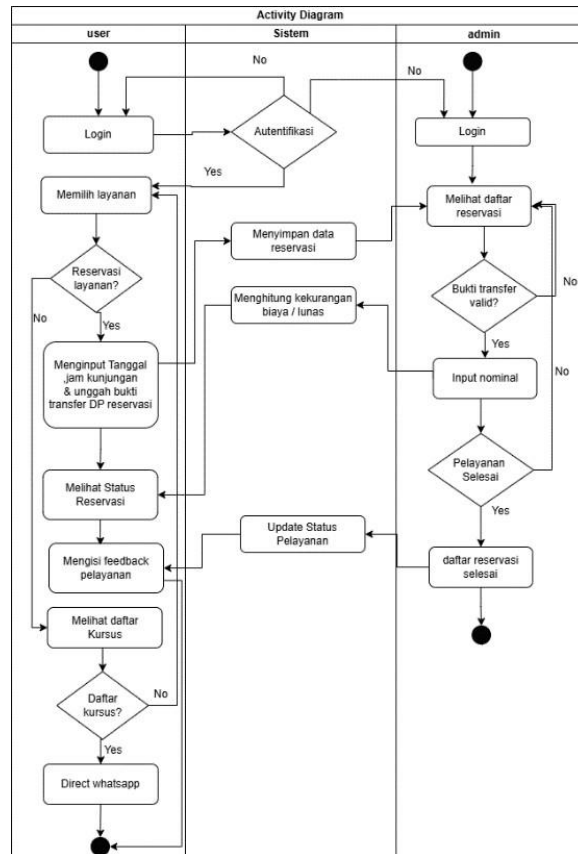 Activity Diagram
user
Sistem
admin
No
No
Login
Autentifikasi
Login
Yes
Memilih layanan
Melihat daftar
reservasi
Menyimpan data
reservasi
Reservasi
layanan?
Bukti transfer
valid?
No
Menghitung kekurangan
biaya / lunas
No
Yes
Yes
Menginput Tanggal
,jam kunjungan
& unggah bukti
transfer DP reservasi
Input nominal
No
Pelayanan
Selesai
Melihat Status
Reservasi
Yes
Update Status
Pelayanan
Mengisi feedback
pelayanan
daftar reservasi
selesai
Melihat daftar
Kursus
Daftar
kursus?
No
Yes
Direct whatsapp